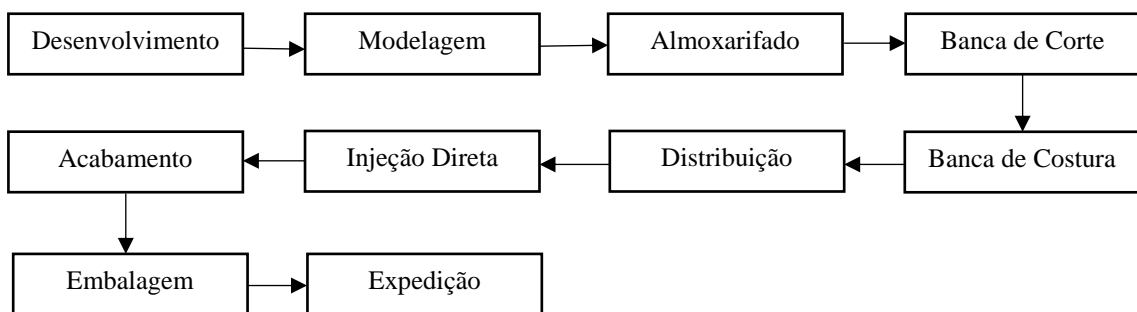 Desenvolvimento
Modelagem
Almoxarifado
Banca de Corte
Acabamento
Injeção Direta
Distribuição
Banca de Costura
Embalagem
Expedição